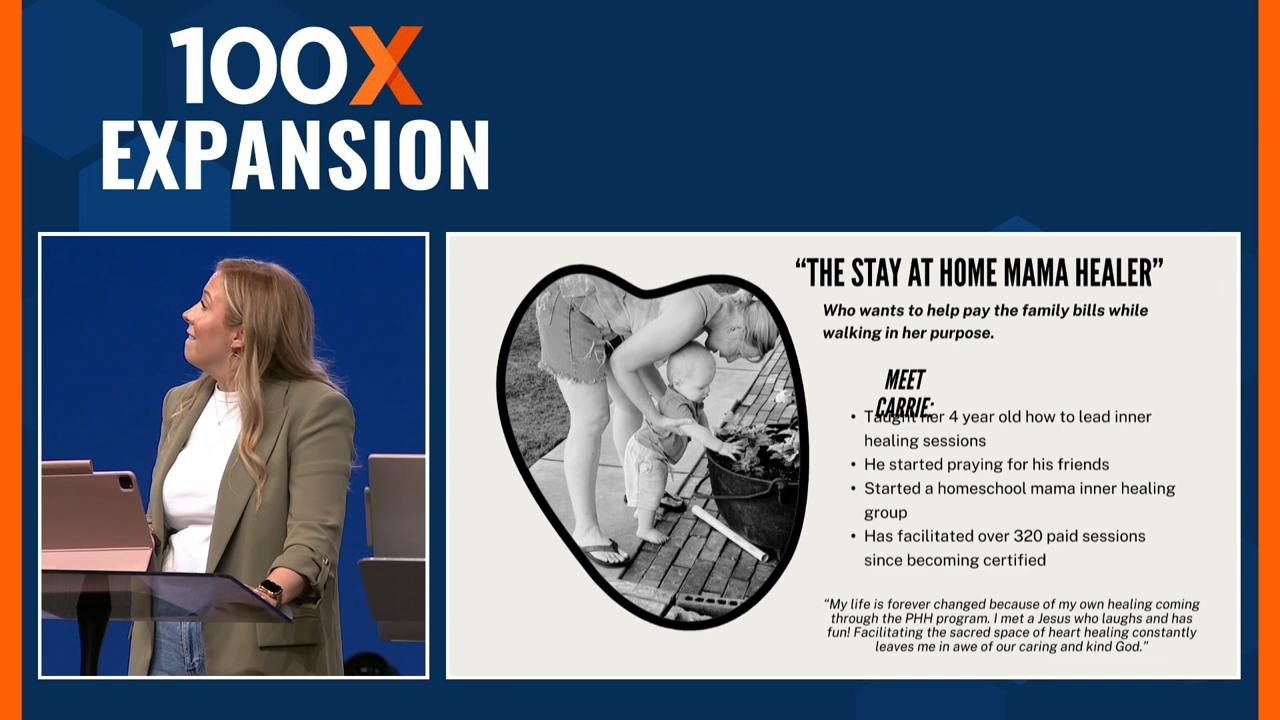 100X
EXPANSION
“THE STAY AT HOME MAMA HEALER”
Who wants to help pay the family bills while
walking in her purpose.
MEET
CARRIE:
• Taught her 4 year old how to lead inner
healing sessions
• He started praying for his friends
• Started a homeschool mama inner healing
group
• Has facilitated over 320 paid sessions
since becoming certified
“My life is forever changed because of my own healing coming
through the PHH program. I met a Jesus who laughs and has
fun! Facilitating the sacred space of heart healing constantly
leaves me in awe of our caring and kind God.”